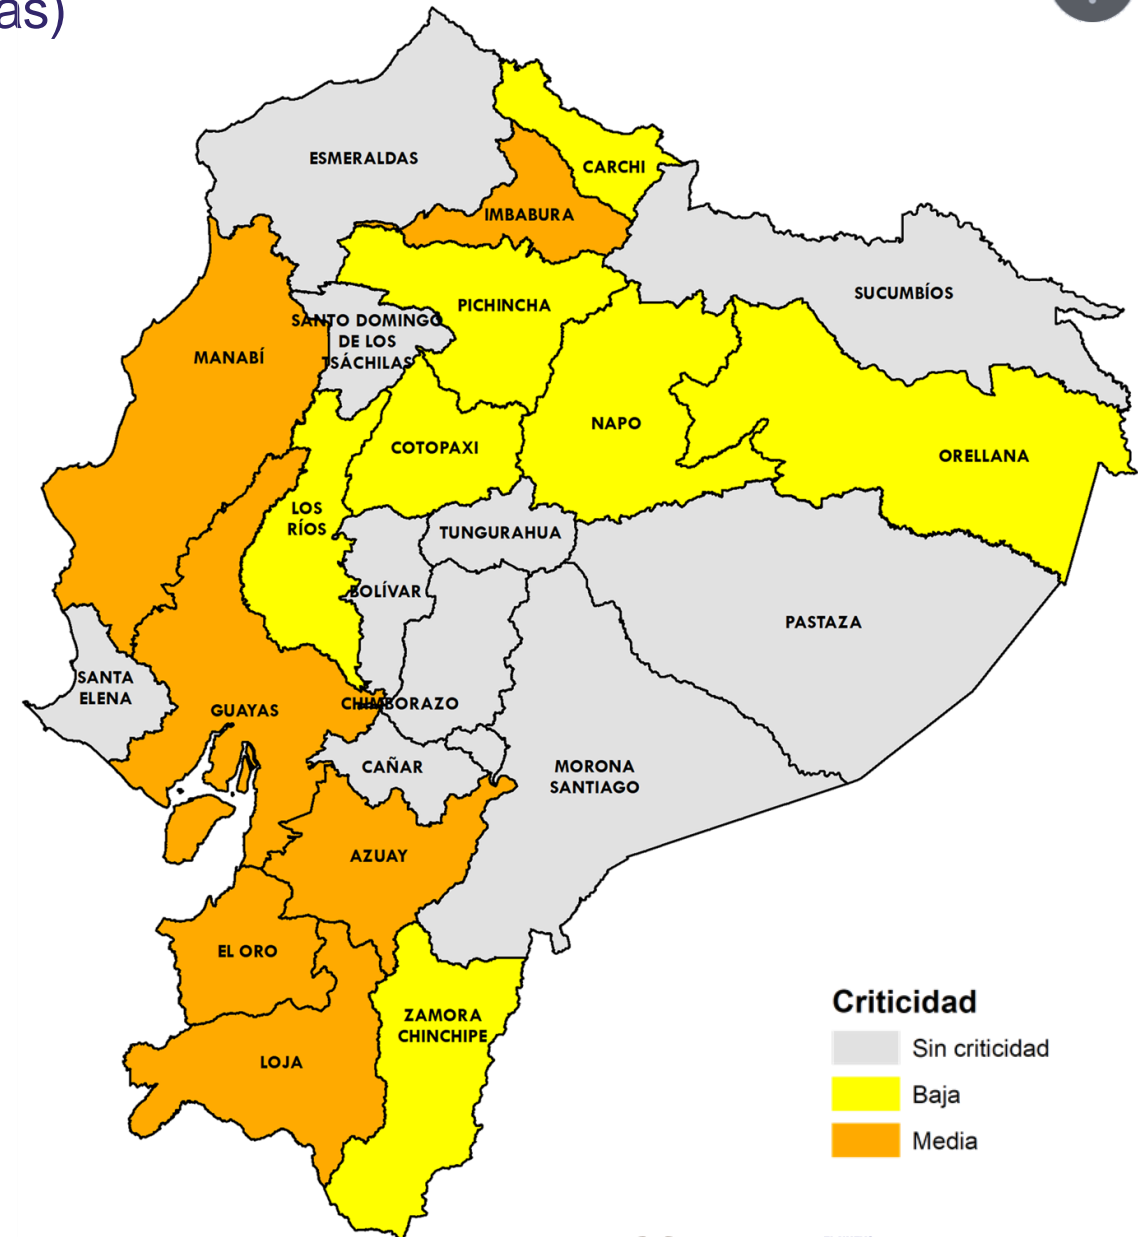 as)
ESMERALDAS
CARCHI
IMBABURA
SUCUMBÍOS
PICHINCHA
SANTO DOMINGO
DE LOS
TSÁCHILAS
MANABÍ
NAPO
COTOPAXI
ORELLANA
LOS
RÍOS
TUNGURAHUA
BOLÍVAR
PASTAZA
SANTA
ELENA
CHIMBORAZO
GUAYAS
CAÑAR
MORONA
SANTIAGO
AZUAY
EL ORO
ZAMORA
CHINCHIPE
LOJA
Criticidad
Sin criticidad
Baja
Media